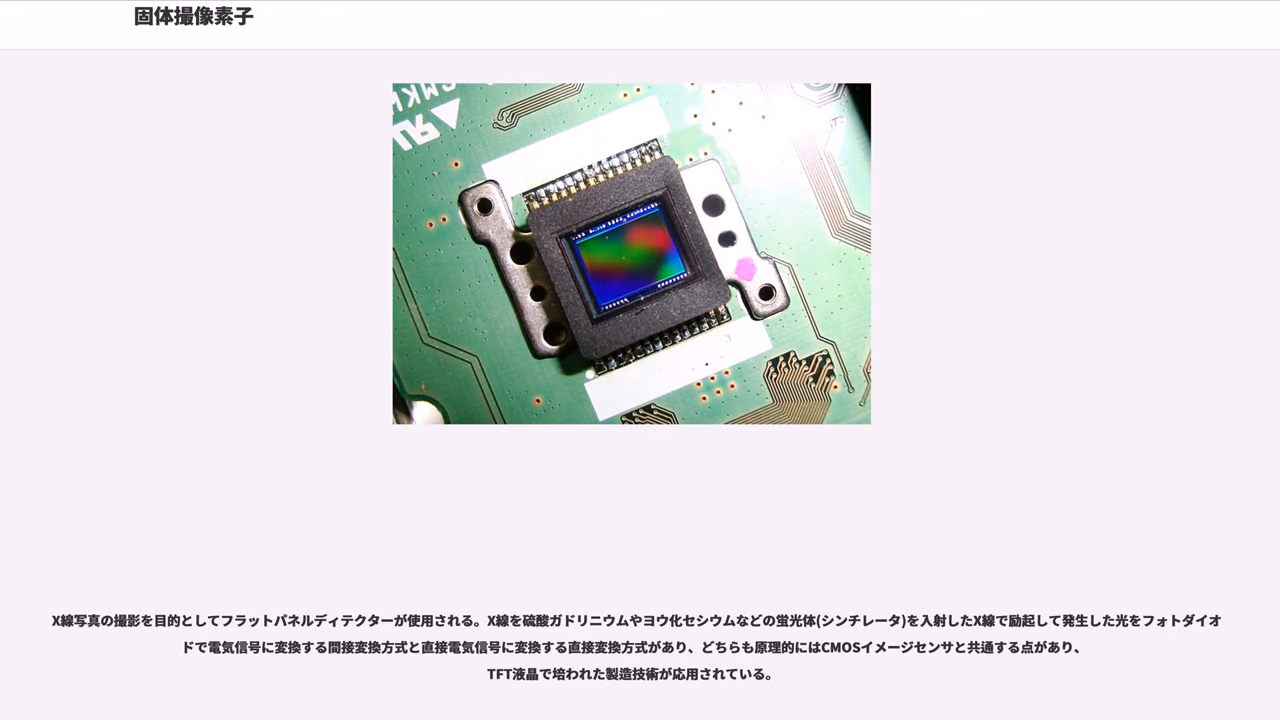 固体撮像素子
X線写真の撮影を目的としてフラットパネルディテクターが使用される。X線を硫酸ガドリニウムやヨウ化セシウムなどの蛍光体(シンチレータ)を入射したX線で励起して発生した光をフォトダイオ
ドで電気信号に変換する間接変換方式と直接電気信号に変換する直接変換方式があり、どちらも原理的にはCMOSイメージセンサと共通する点があり、
TFT液晶で培われた製造技術が応用されている。